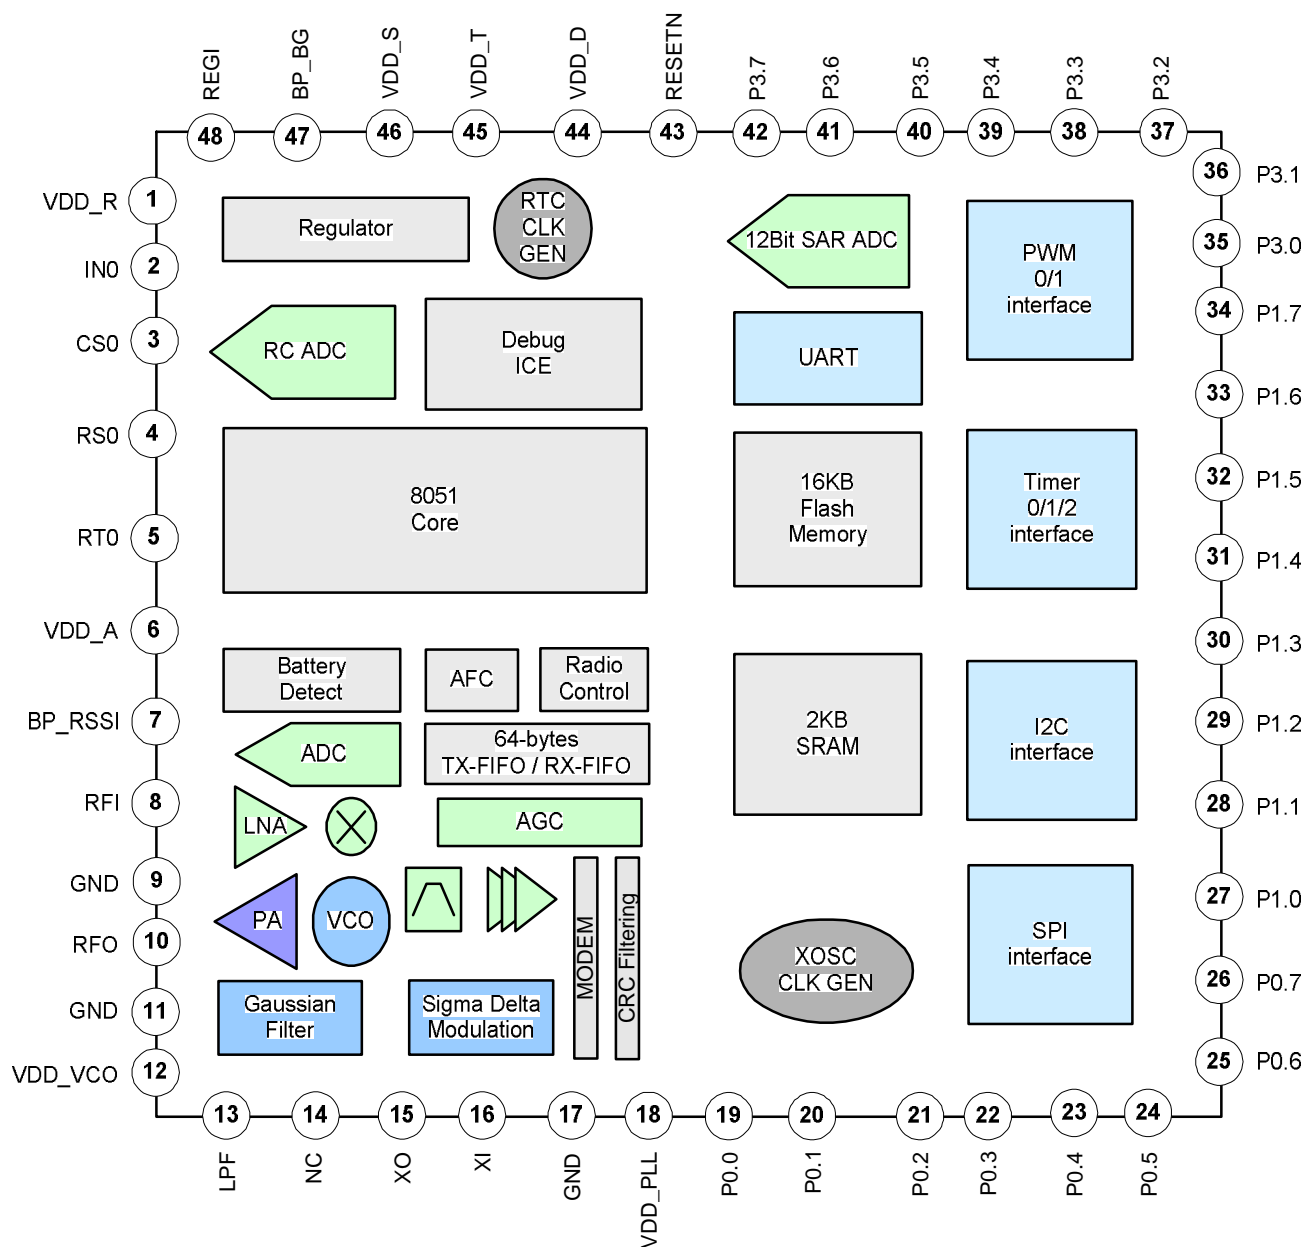 REGI
BP_BG
VDD_S
VDD_T
VDD_D
RESETN
P3.7
P3.6
P3.5
P3.4
P3.3
P3.2
48
47
46
45
44
43
42
41
40
39
38
37
VDD_R
1
IN0
2
CS0
3
RS0
4
RT0
5
VDD_A
6
BP_RSSI
7
RFI
8
GND
9
RFO
10
GND
11
VDD_VCO
12
Regulator
RTC
CLK
GEN
12Bit SAR ADC
PWM
0/1
interface
RC ADC
Debug
ICE
UART
8051
Core
16KB
Flash
Memory
Timer
0/1/2
interface
Battery
Detect
AFC
Radio
Control
2KB
SRAM
I2C
interface
ADC
64-bytes
TX-FIFO / RX-FIFO
LNA
AGC
PA
VCO
MODEM
CRC Filtering
XOSC
CLK GEN
SPI
interface
Gaussian
Filter
Sigma Delta
Modulation
36
P3.1
35
P3.0
34
P1.7
33
P1.6
32
P1.5
31
P1.4
30
P1.3
29
P1.2
28
P1.1
27
P1.0
26
P0.7
25
P0.6
13
14
15
16
17
18
19
20
21
22
23
24
LPF
NC
XO
XI
GND
VDD_PLL
P0.0
P0.1
P0.2
P0.3
P0.4
P0.5